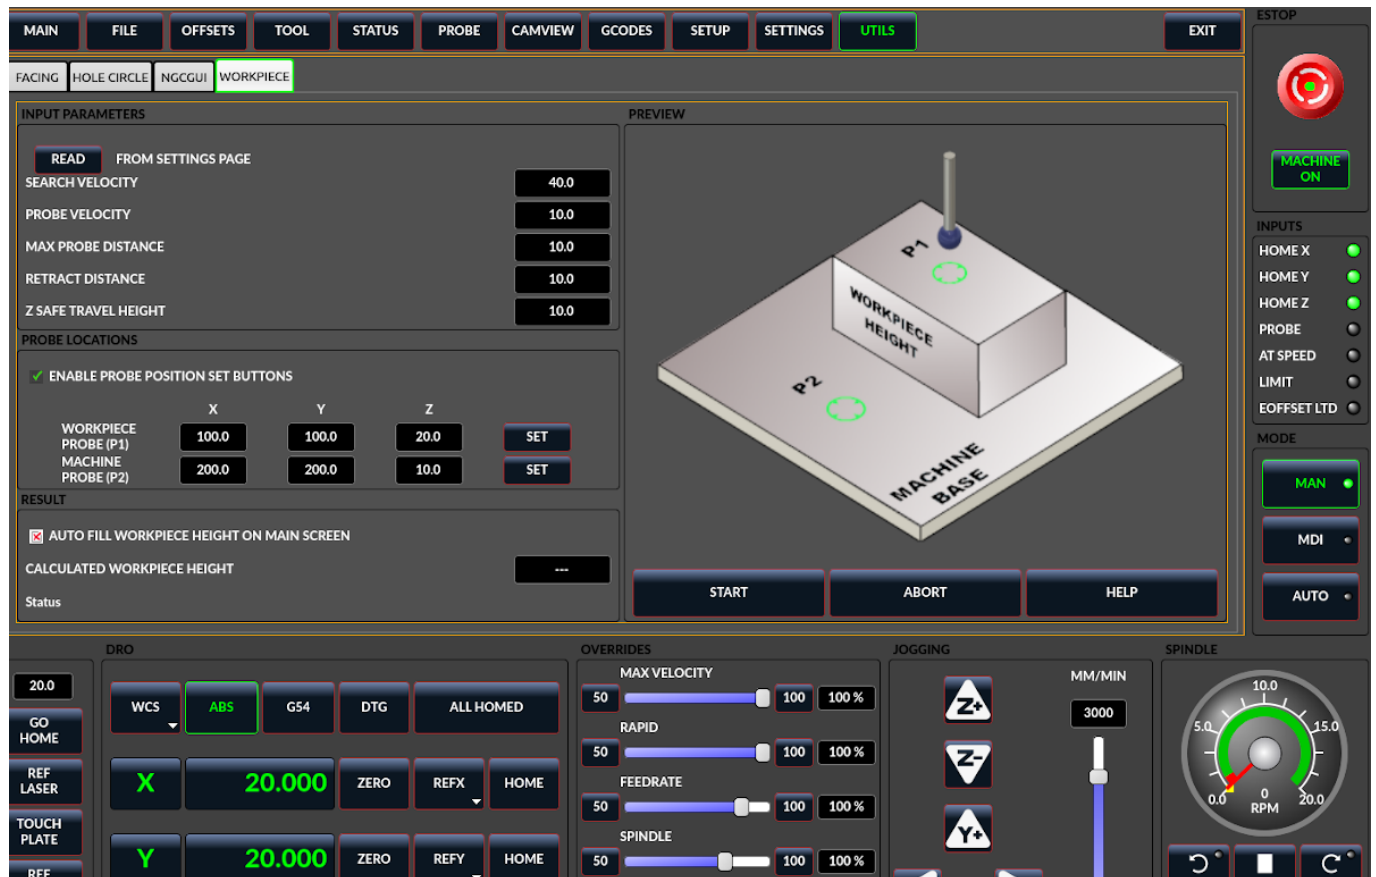 MAIN FILE OFFSETS TOOL STATUS PROBE CAMVIEW GCODES SETUP SETTINGS UTILS EXIT
FACING HOLE CIRCLE NGCGUI WORKPIECE
INPUT PARAMETERS
READ FROM SETTINGS PAGE
SEARCH VELOCITY 40.0
PROBE VELOCITY 10.0
MAX PROBE DISTANCE 10.0
RETRACT DISTANCE 10.0
Z SAFE TRAVEL HEIGHT 10.0
PROBE LOCATIONS
ENABLE PROBE POSITION SET BUTTONS
X Y Z
WORKPIECE
PROBE (P1) 100.0 100.0 20.0 SET
MACHINE
PROBE (P2) 200.0 200.0 10.0 SET
RESULT
AUTO FILL WORKPIECE HEIGHT ON MAIN SCREEN
CALCULATED WORKPIECE HEIGHT ---
Status
PREVIEW
P1
WORKPIECE
HEIGHT
P2
MACHINE
BASE
START ABORT HELP
ESTOP
MACHINE
ON
INPUTS
HOME X
HOME Y
HOME Z
PROBE
AT SPEED
LIMIT
EOFFSET LTD
MODE
MAN
MDI
AUTO
20.0
GO
HOME
REF
LASER
TOUCH
PLATE
REF
DRO
WCS ABS G54 DTG ALL HOMED
X 20.000 ZERO REFX HOME
Y 20.000 ZERO REFY HOME
OVERRIDES
MAX VELOCITY
50 100 100 %
RAPID
50 100 100 %
FEEDRATE
50 100 100 %
SPINDLE
50 100 100 %
JOGGING
Z+
Z-
Y+
MM/MIN
3000
SPINDLE
10.0
5.0 15.0
0.0 0 20.0
RPM